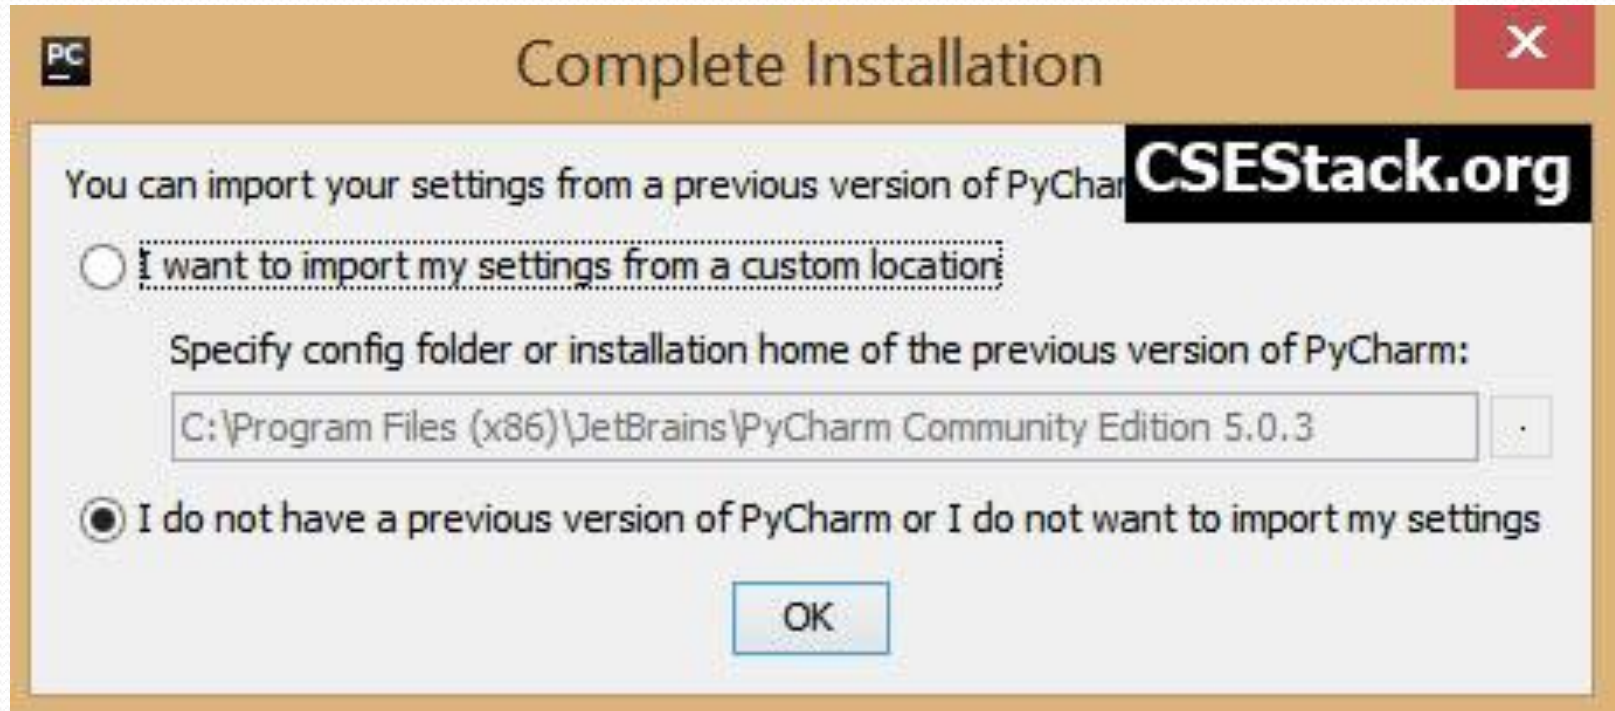 PC
Complete Installation
CSEStack.org
You can import your settings from a previous version of
I want to import my settings from a custom location
Specify config folder or installation home of the previous version of PyCharm:
C:\Program Files (x86)\JetBrains\PyCharm Community Edition 5.0.3
I do not have a previous version of PyCharm or I do not want to import my settings
OK